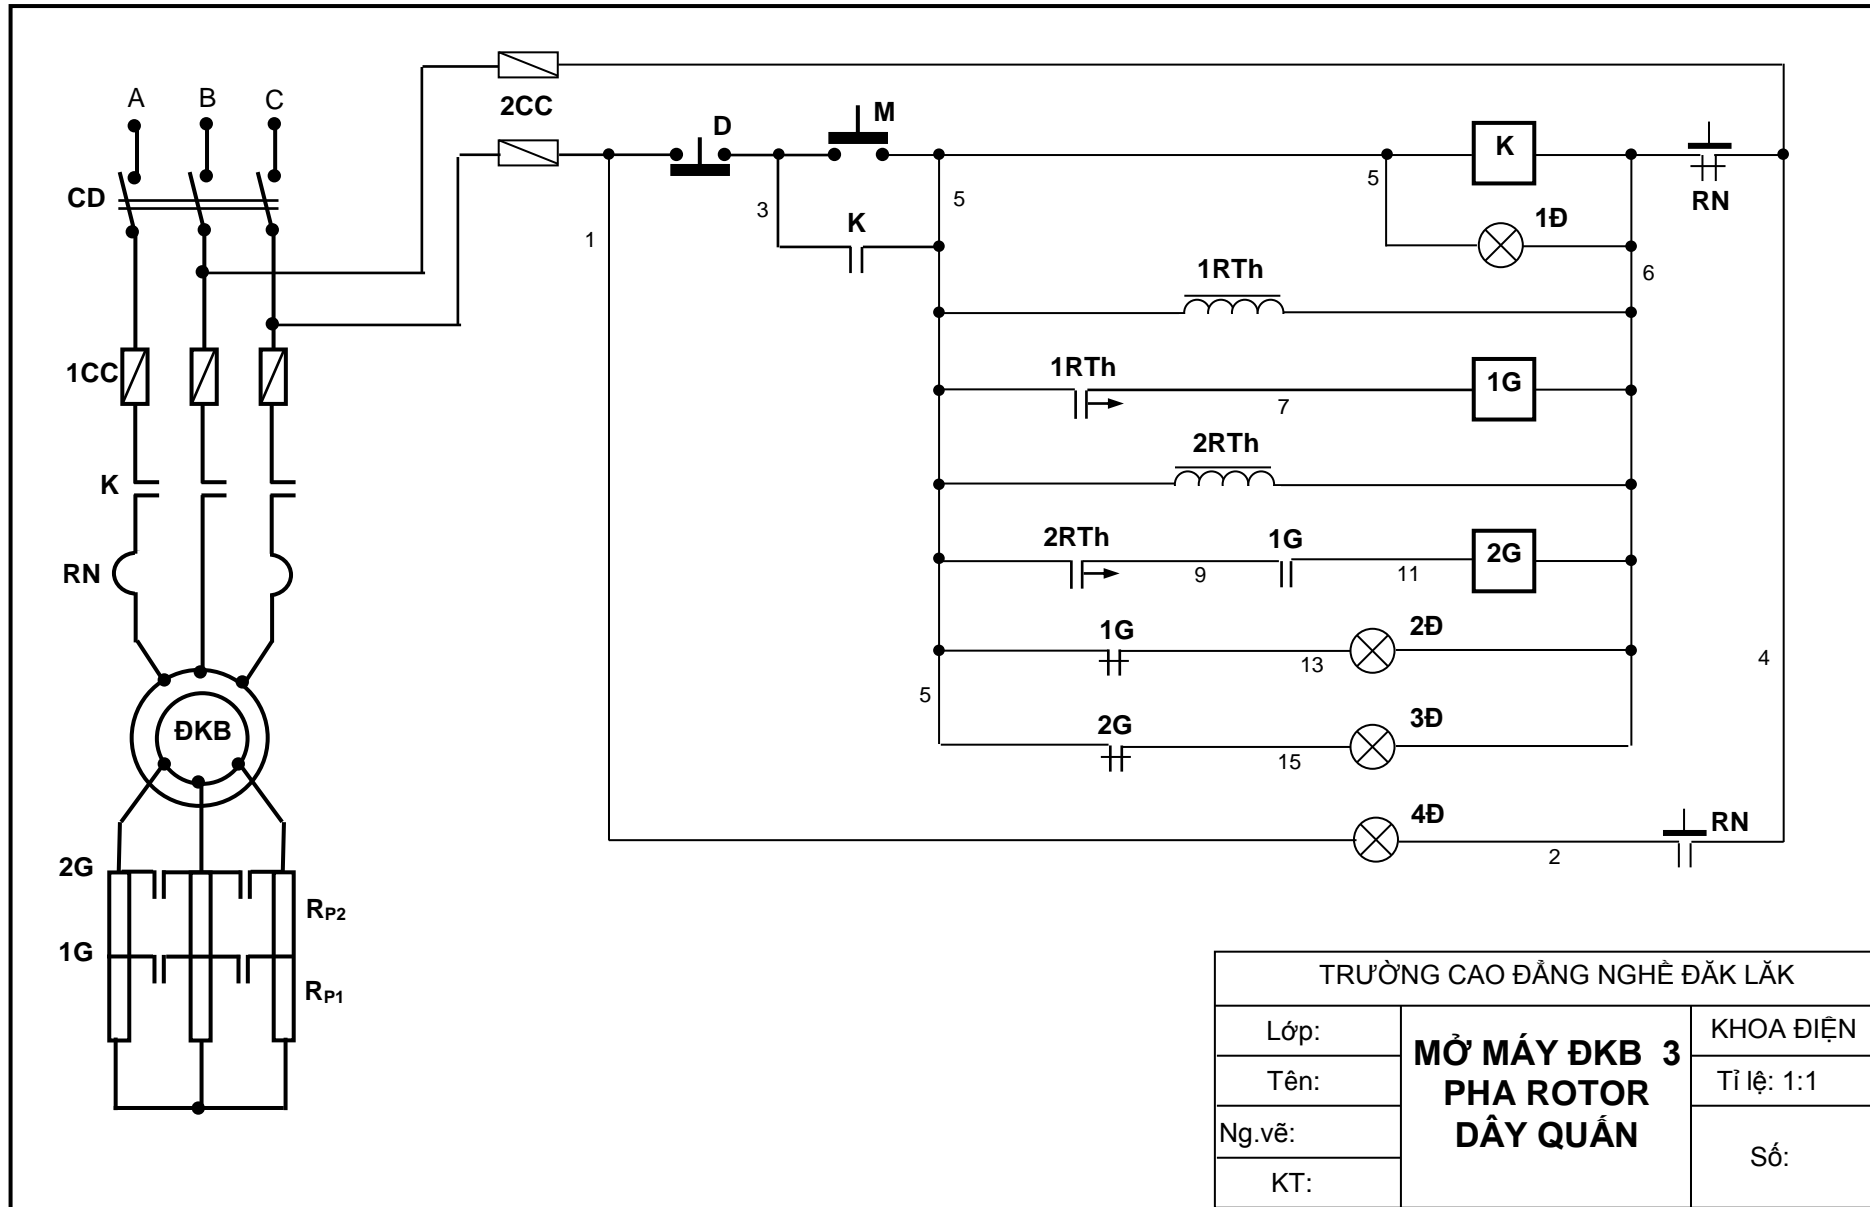 A B C
2CC
D M
CD
K
RN
5
5
3
K
1Đ
1
6
1RTh
1CC
1RTh
1G
7
2RTh
K
2RTh
1G
2G
RN
9
11
1G
2Đ
13
4
5
2G
3Đ
ĐKB
15
4Đ
RN
2
2G
RP2
1G
RP1
TRƯỜNG CAO ĐẲNG NGHỀ ĐĂK LĂK
Lớp:
MỞ MÁY ĐKB 3
PHA ROTOR
DÂY QUẤN
KHOA ĐIỆN
Tên:
Tỉ lệ: 1:1
Ng.vẽ:
Số:
KT: